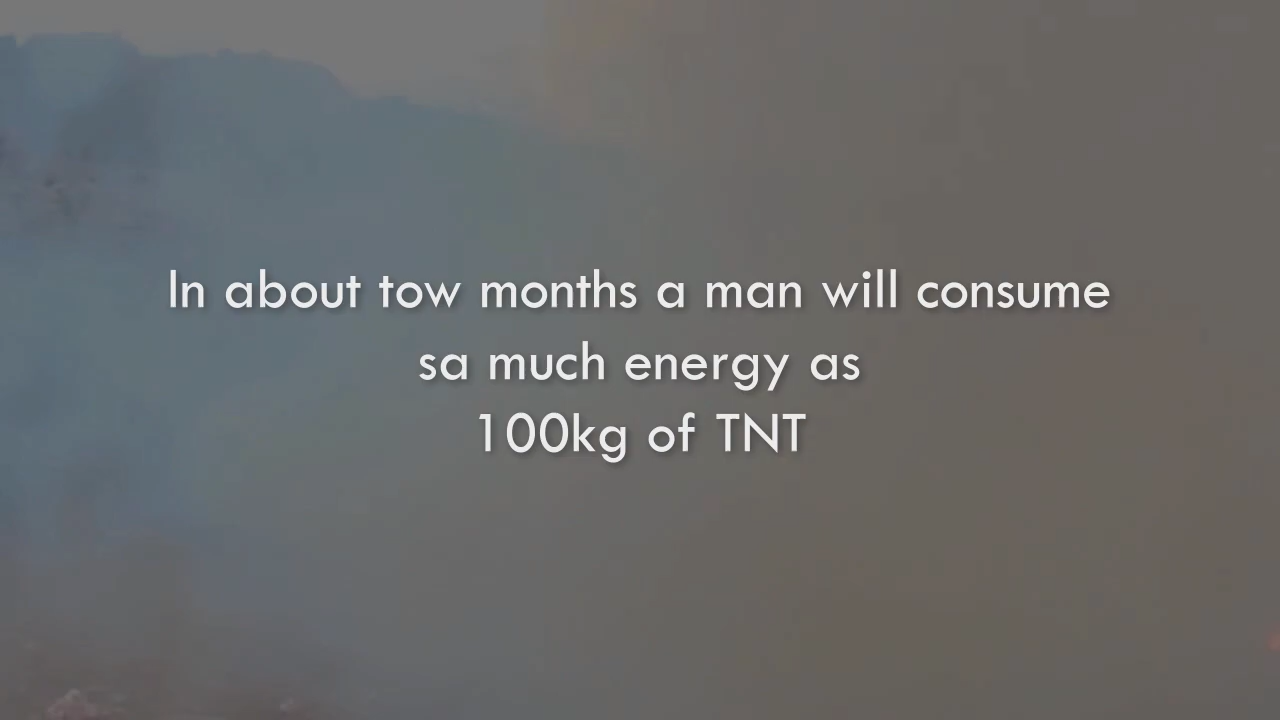 In about tow months a man will consume
sa much energy as
100kg of TNT